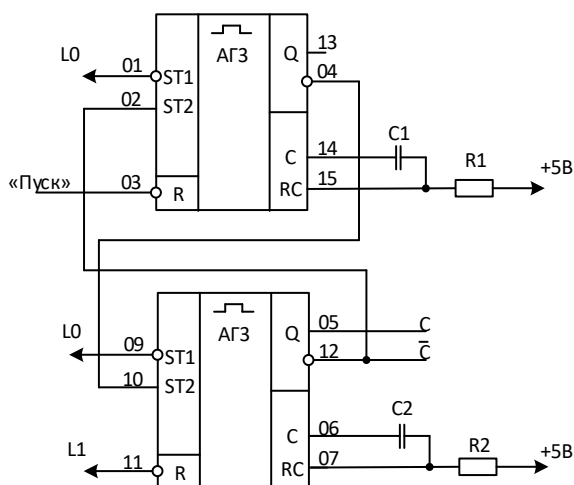 L0
01
ST1
02
ST2
«Пуск»
03
R
АГ3
Q
13
04
C
14
RC
15
C1
R1
+5В
L0
09
ST1
10
ST2
L1
11
R
АГ3
Q
05
C
12
C̅
C
06
RC
07
C2
R2
+5В